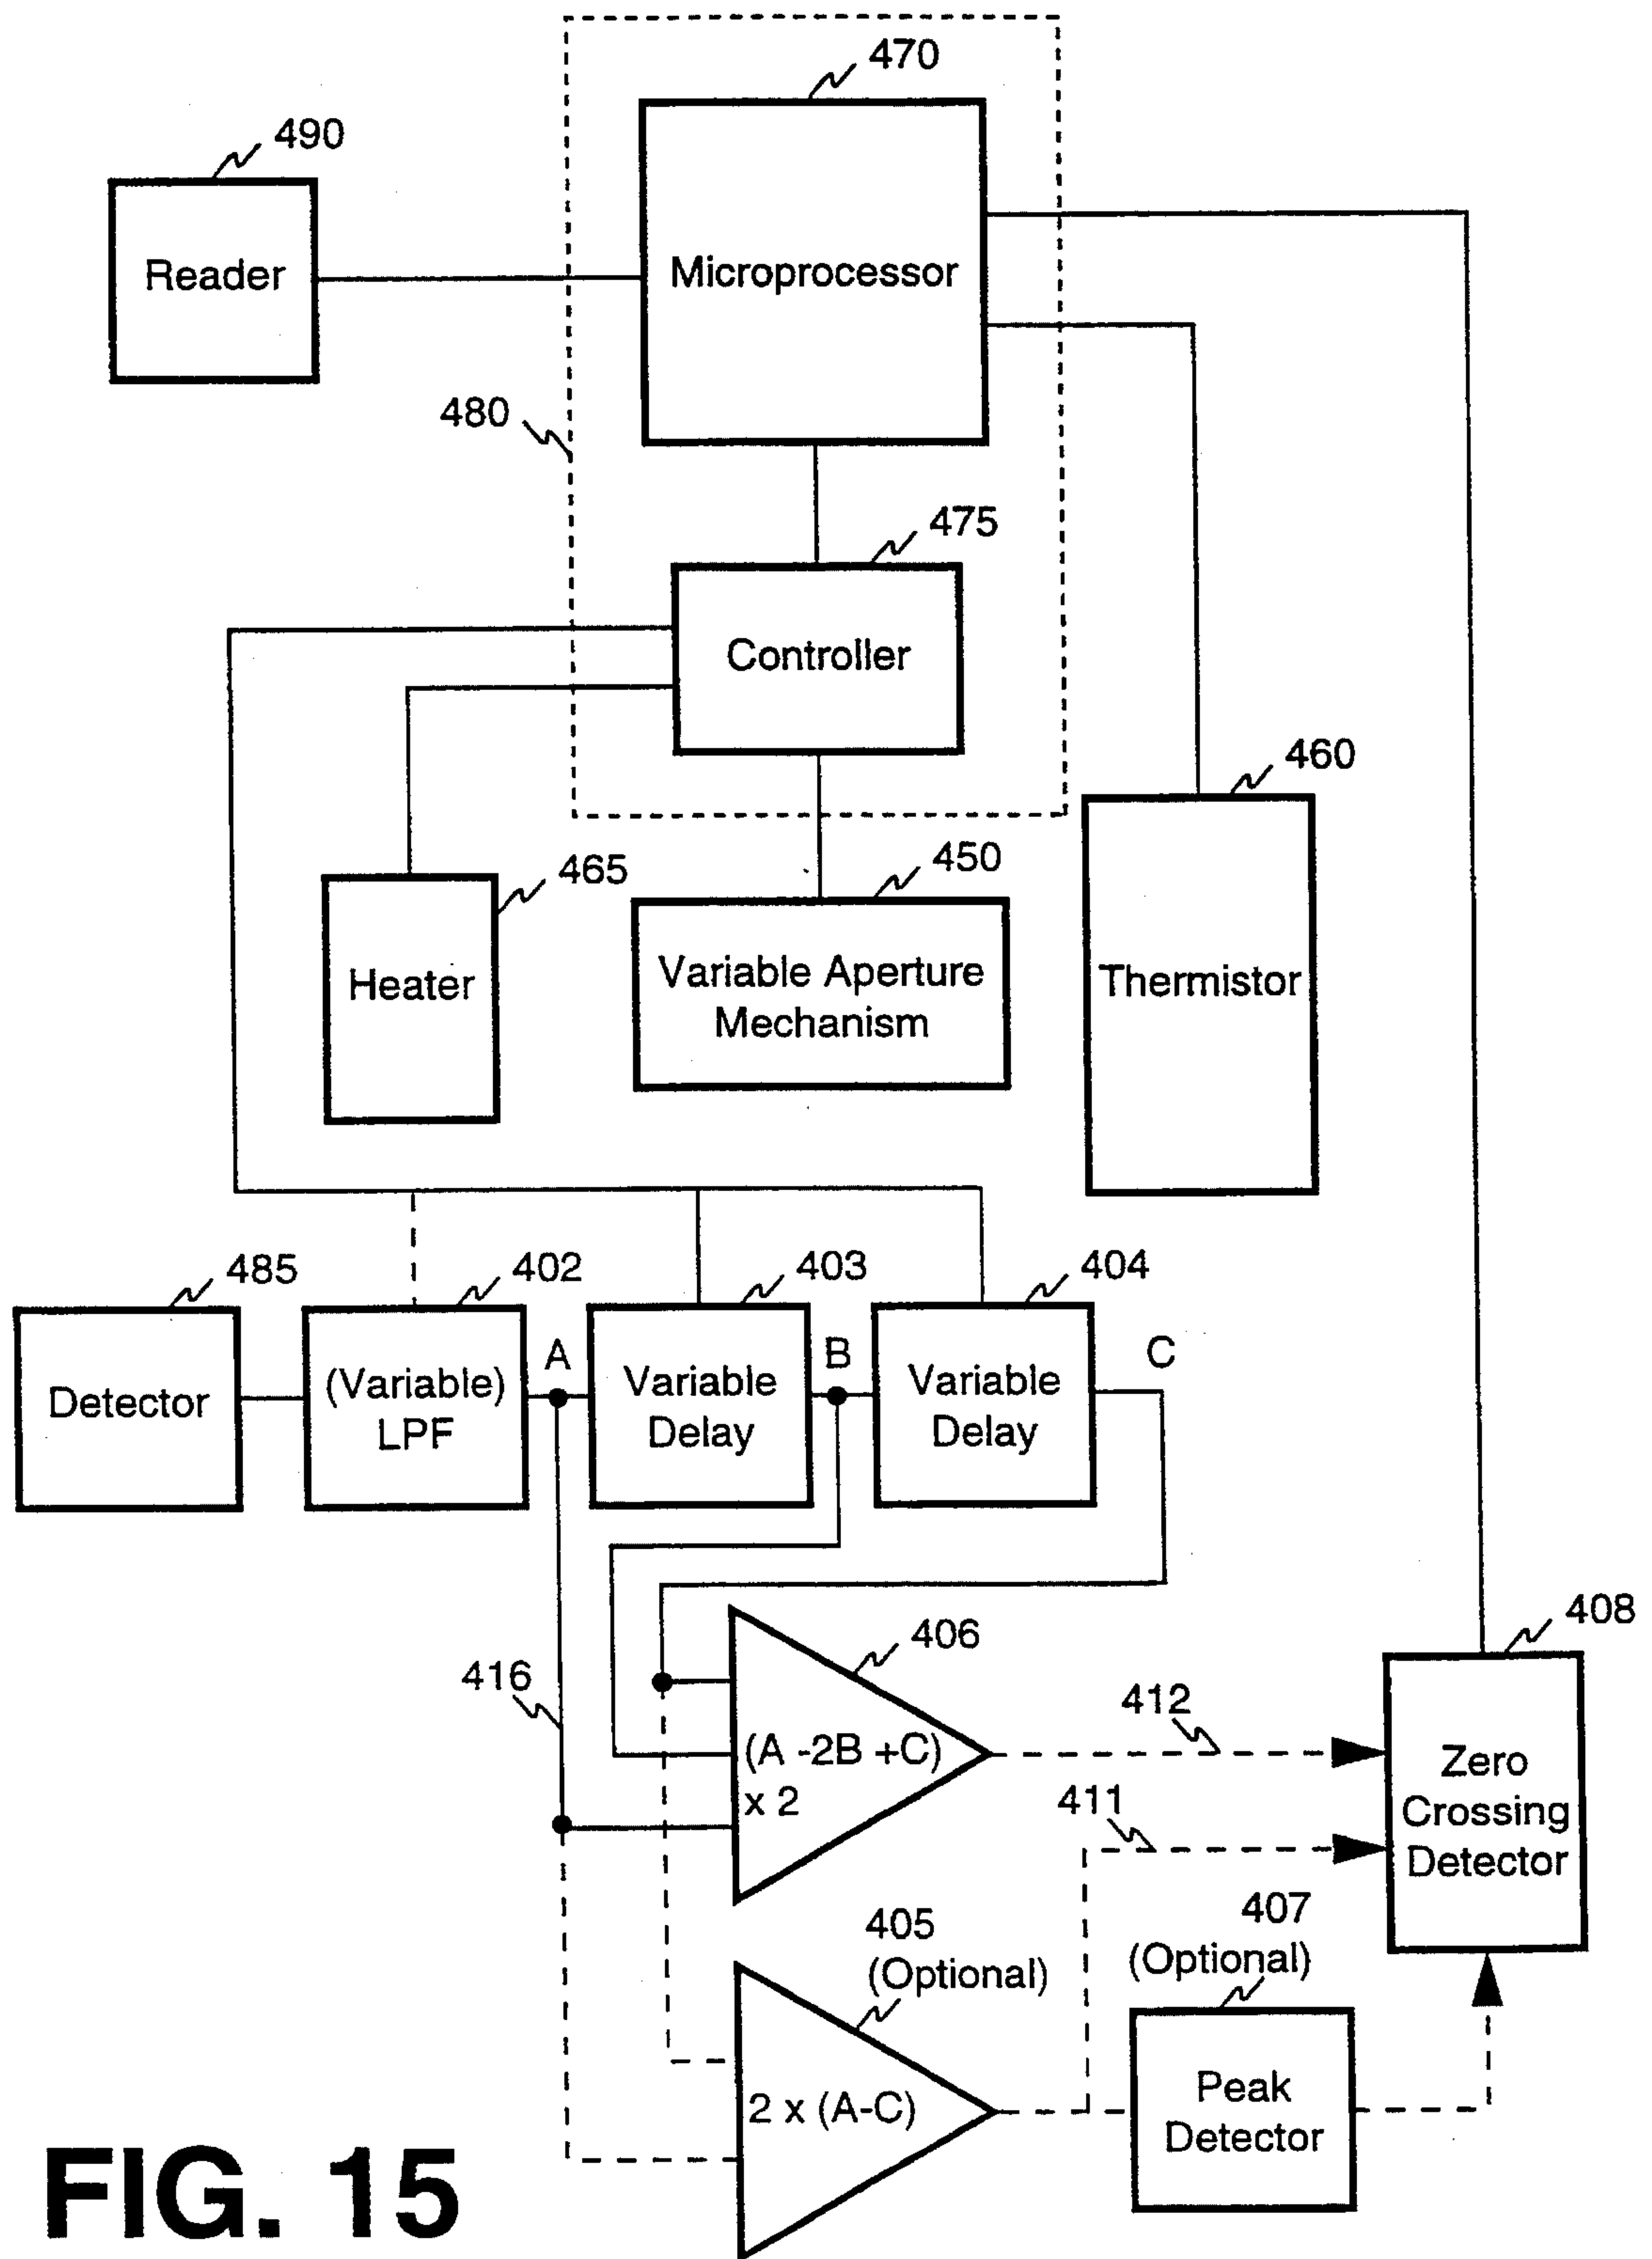 470
490
Microprocessor
Reader
480
475
Controller
460
465
450
Heater
Variable Aperture
Mechanism
Thermistor
485
402
403
404
A
B
C
Detector
(Variable)
LPF
Variable
Delay
Variable
Delay
408
406
416
412
(A -2B +C)
x 2
411
Zero
Crossing
Detector
405
(Optional)
407
(Optional)
2 x (A-C)
Peak
Detector
FIG. 15